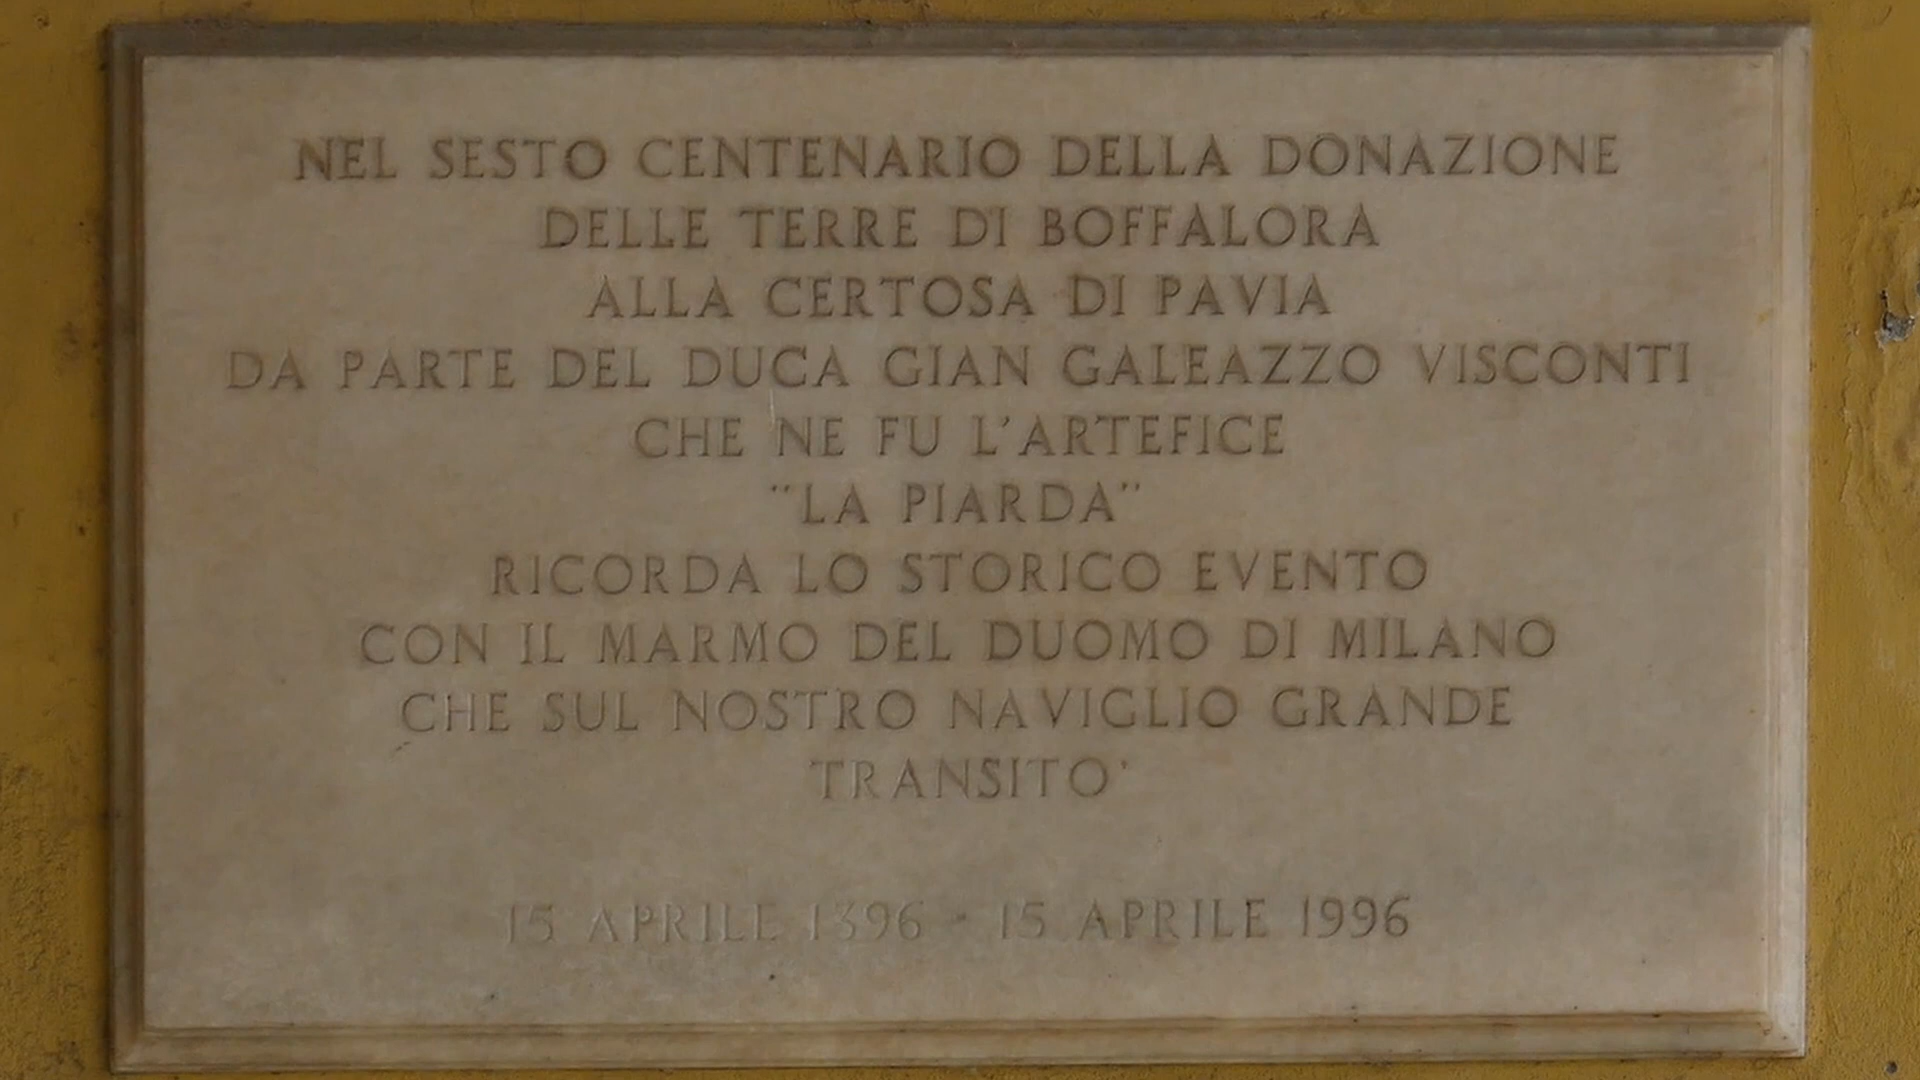 NEL SESTO CENTENARIO DELLA DONAZIONE
DELLE TERRE DI BOFFALORA
ALLA CERTOSA DI PAVIA
DA PARTE DEL DUCA GIAN GALEAZZO VISCONTI
CHE NE FU L'ARTEFICE
"LA PIARDA"
RICORDA LO STORICO EVENTO
CON IL MARMO DEL DUOMO DI MILANO
CHE SUL NOSTRO NAVIGLIO GRANDE
TRANSITO'
15 APRILE 1396 - 15 APRILE 1996